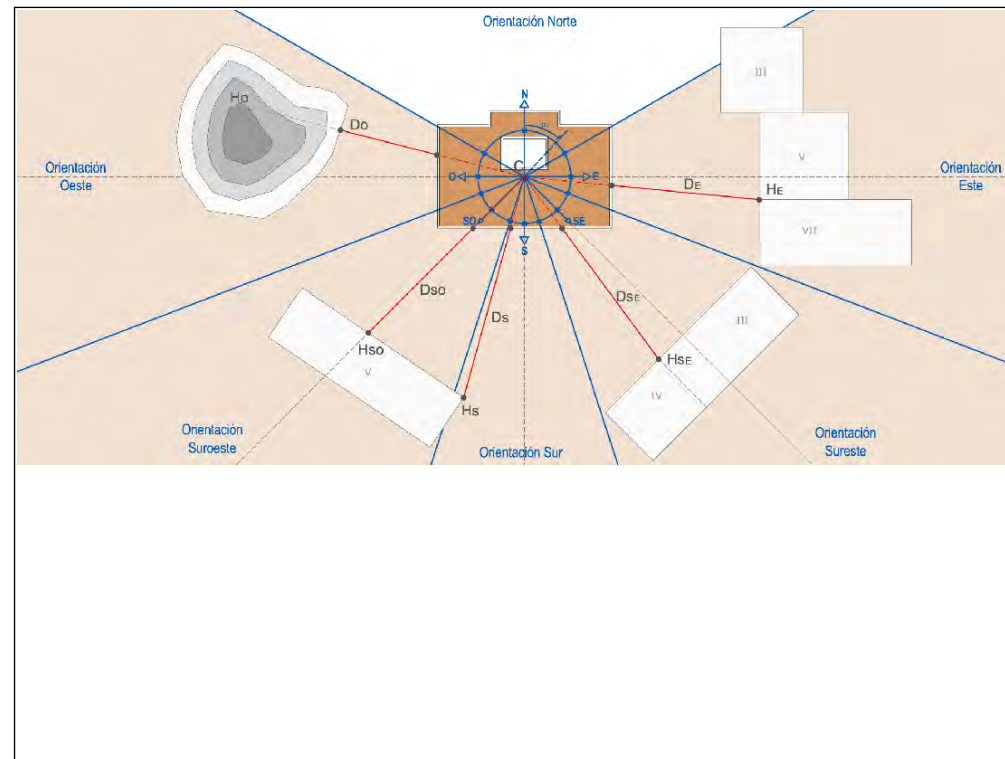 Orientación Norte
III
Ho
Do
N
C
V
Orientación
Oeste
O
E
DE
HE
Orientación
Este
SO
SE
S
VII
Dso
Ds
DSE
III
Hso
V
HSE
IV
Hs
Orientación
Suroeste
Orientación Sur
Orientación
Sureste